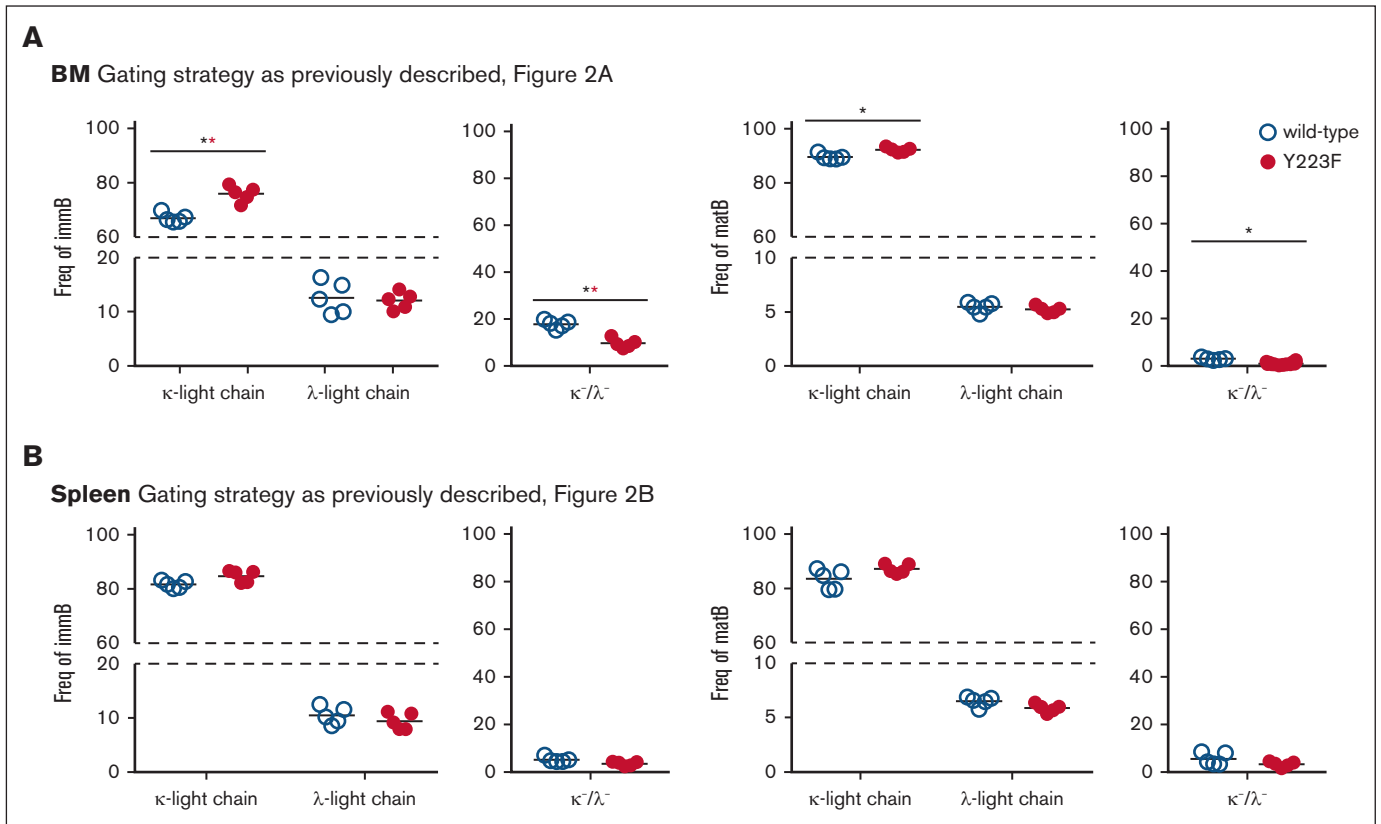 A
BM Gating strategy as previously described, Figure 2A
Freq of immB
100
80
60
20
10
0
**
κ-light chain
λ-light chain
100
80
60
40
20
0
**
κ⁻/λ⁻
Freq of matB
100
80
60
10
5
0
*
κ-light chain
λ-light chain
100
80
60
40
20
0
*
κ⁻/λ⁻
wild-type
Y223F
B
Spleen Gating strategy as previously described, Figure 2B
Freq of immB
100
80
60
20
10
0
κ-light chain
λ-light chain
100
80
60
40
20
0
κ⁻/λ⁻
Freq of matB
100
80
60
10
5
0
κ-light chain
λ-light chain
100
80
60
40
20
0
κ⁻/λ⁻